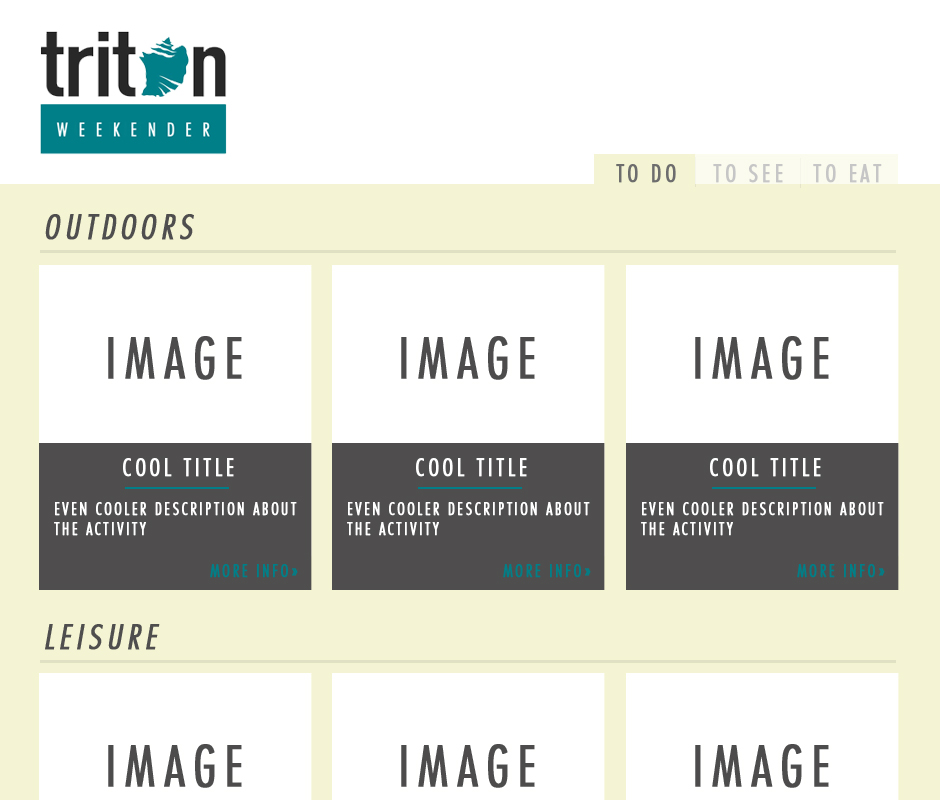 triton
WEEKENDER
TO DO TO SEE TO EAT
OUTDOORS
IMAGE IMAGE IMAGE
COOL TITLE COOL TITLE COOL TITLE
EVEN COOLER DESCRIPTION ABOUT EVEN COOLER DESCRIPTION ABOUT EVEN COOLER DESCRIPTION ABOUT
THE ACTIVITY THE ACTIVITY THE ACTIVITY
MORE INFO» MORE INFO» MORE INFO»
LEISURE
IMAGE IMAGE IMAGE